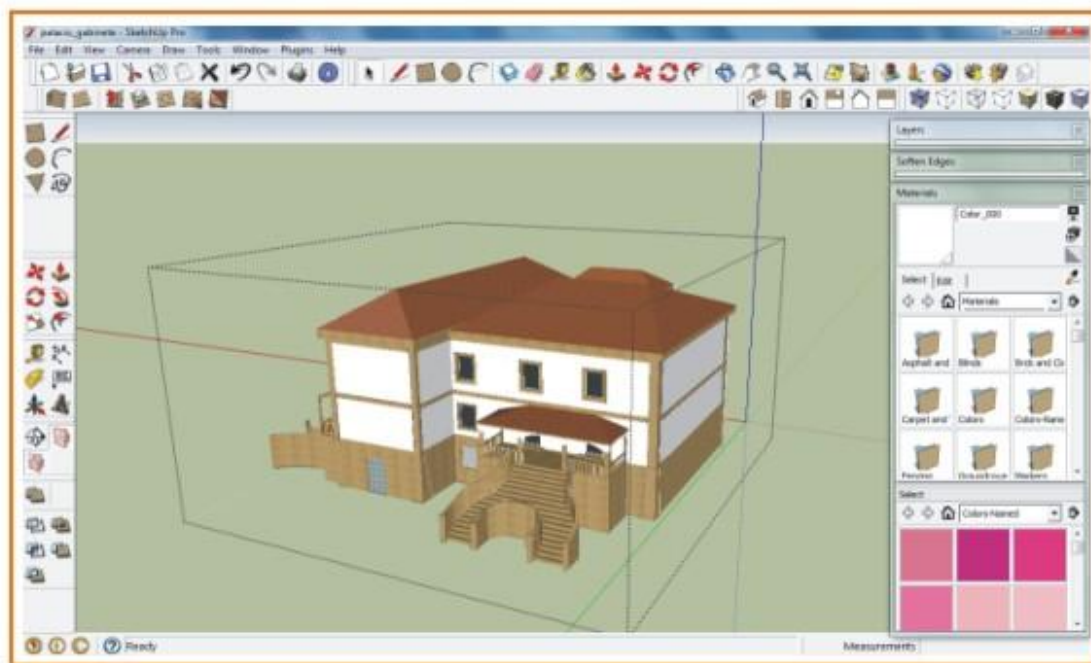 palacio_gabinete - SketchUp Pro
File Edit View Camera Draw Tools Window Plugins Help
Layers
Soften Edges
Materials
Color_000
Select Edit
Materials
Asphalt and Blinds Brick and Cl
Carpet and Colors Colors-Name
Fencing Groundcover Markers
Select
Colors-Named
Ready
Measurements